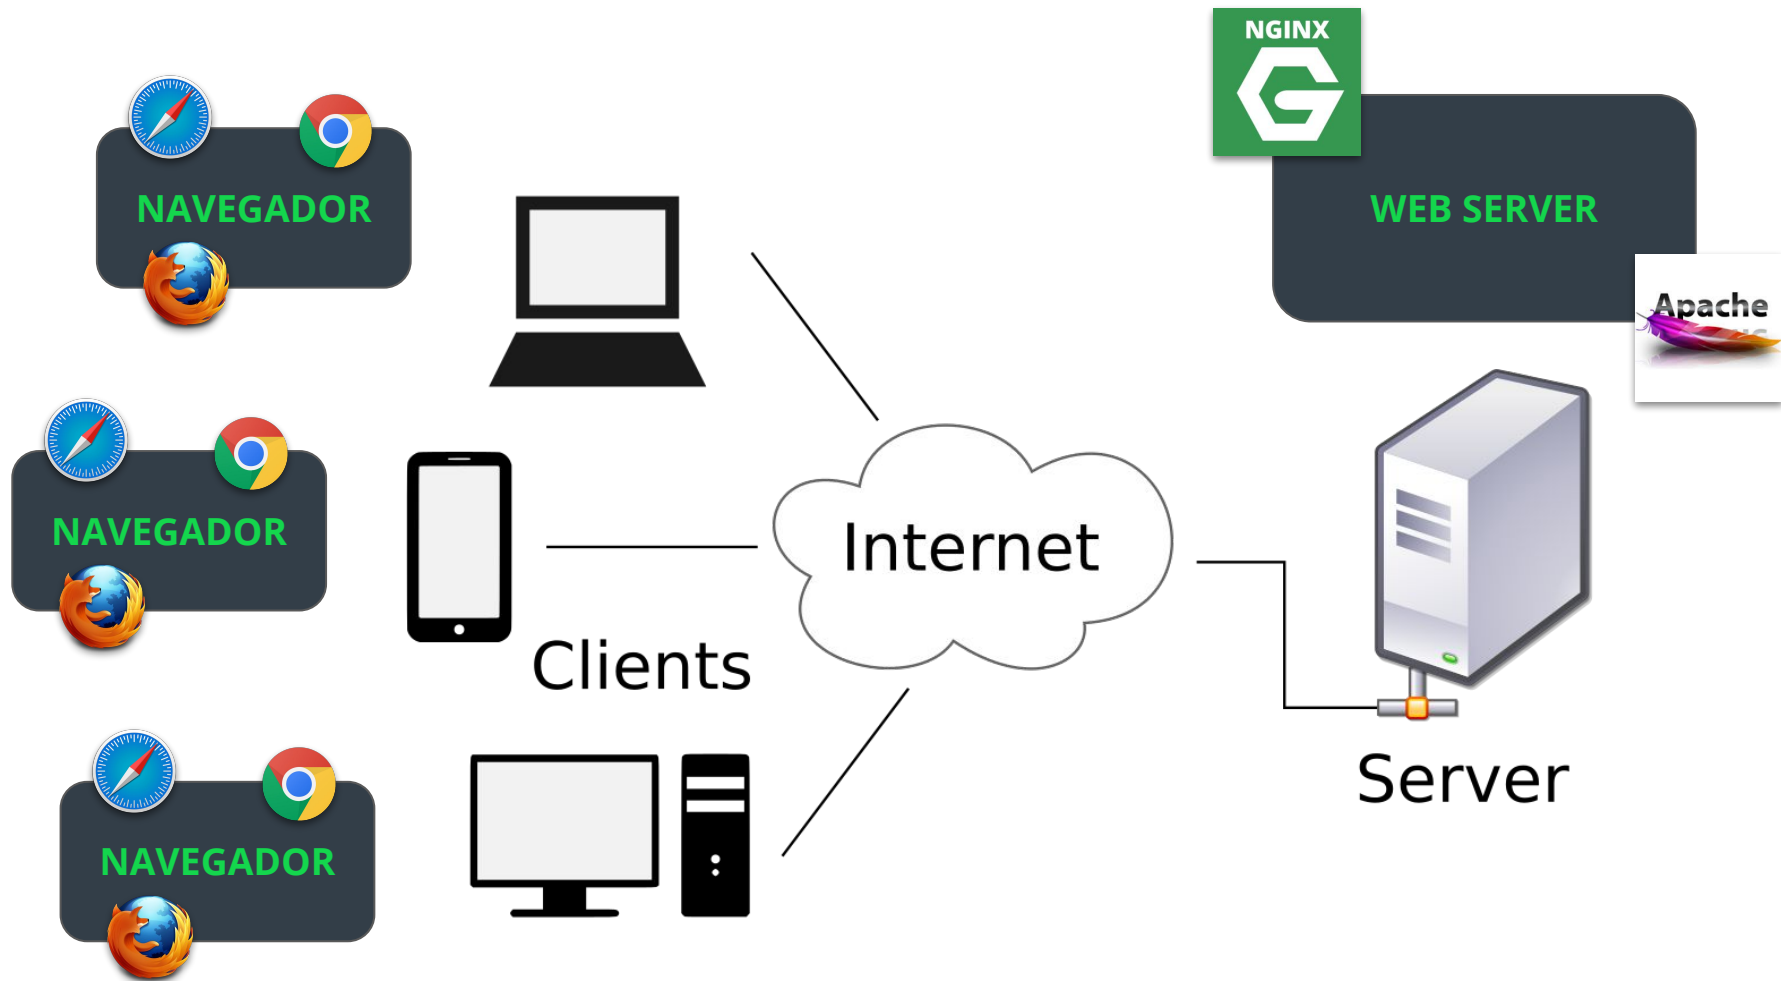 NGINX
NAVEGADOR
WEB SERVER
Apache
NAVEGADOR
Internet
Clients
Server
NAVEGADOR